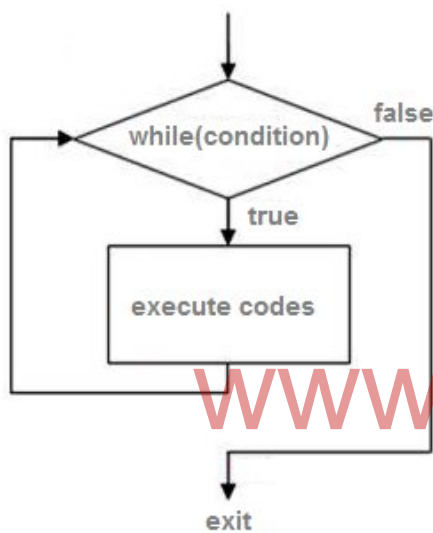 while(condition)
false
true
execute codes
www
exit